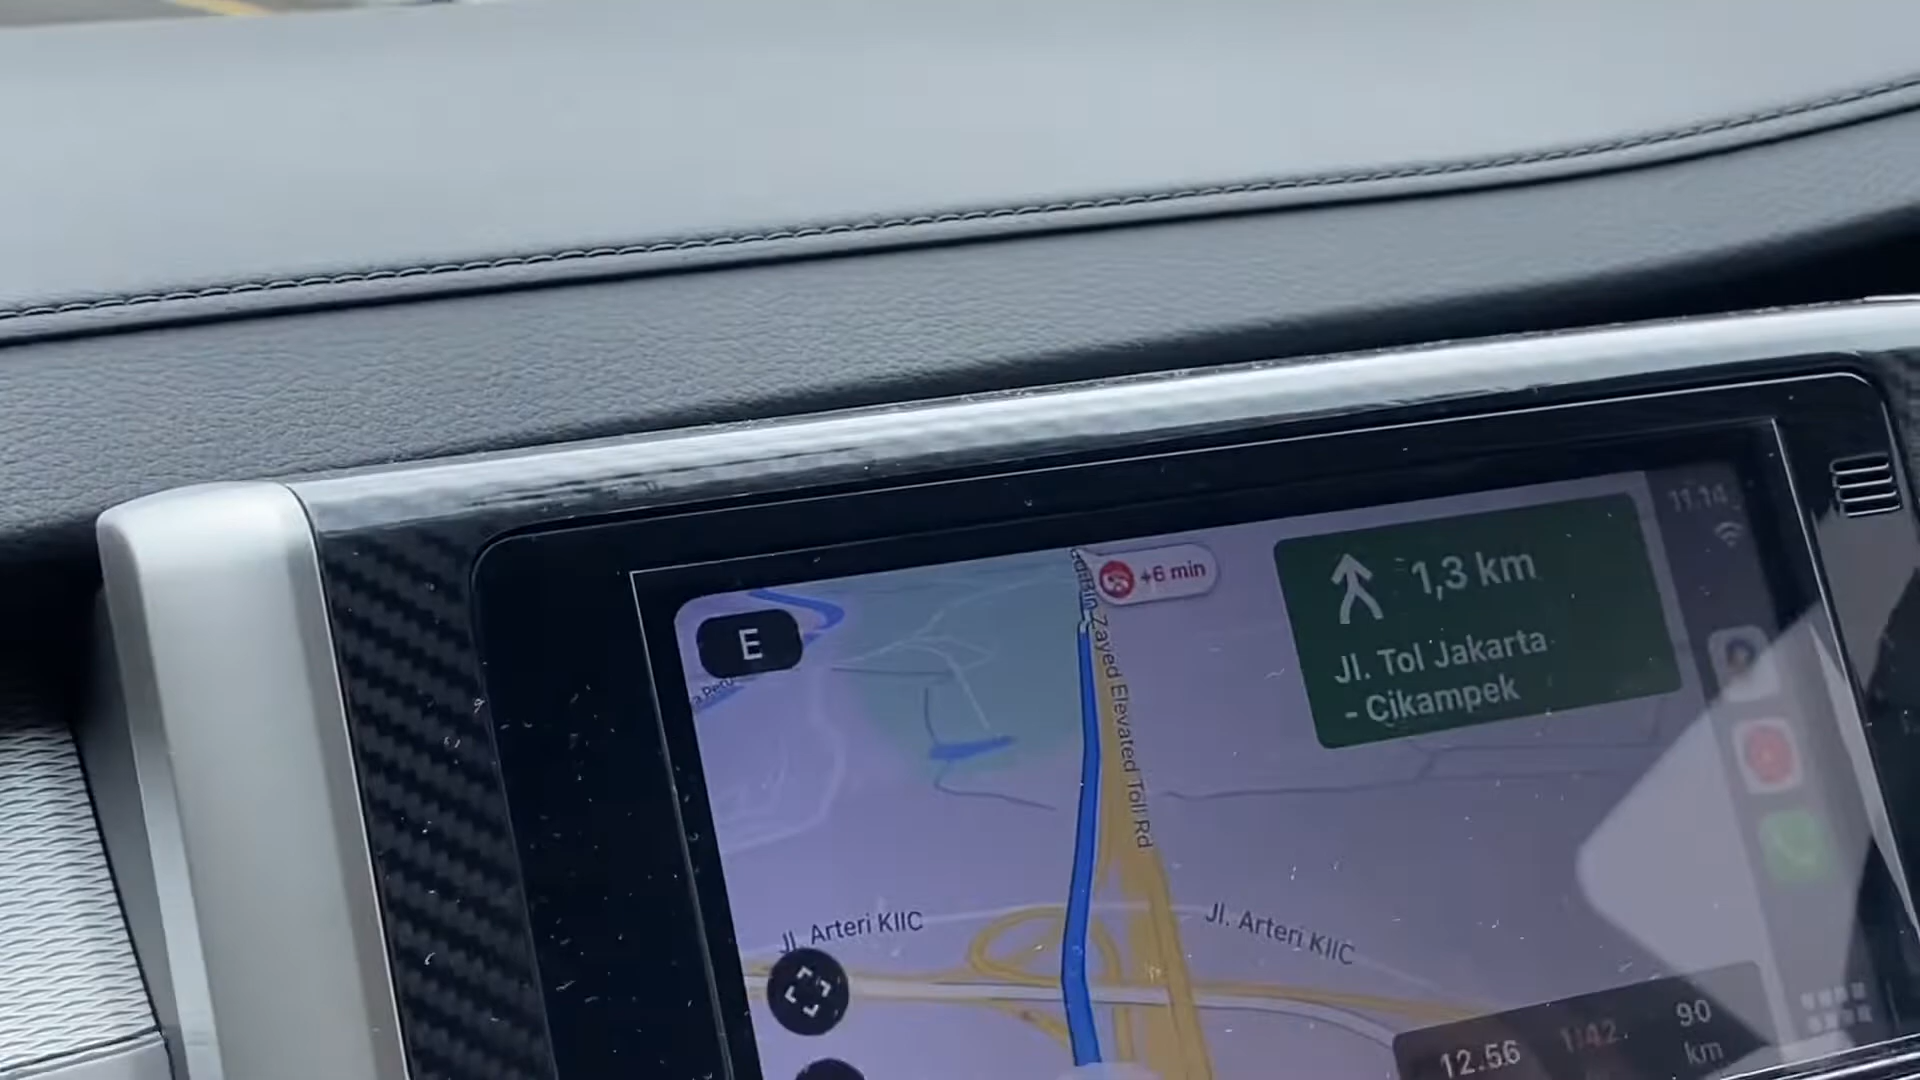 11.14
+6 min
1,3 km
Jl. Tol Jakarta
- Cikampek
E
Zayed Elevated Toll Rd
Jl. Arteri KIIC
Jl. Arteri KIIC
12.56
1:42
90
km